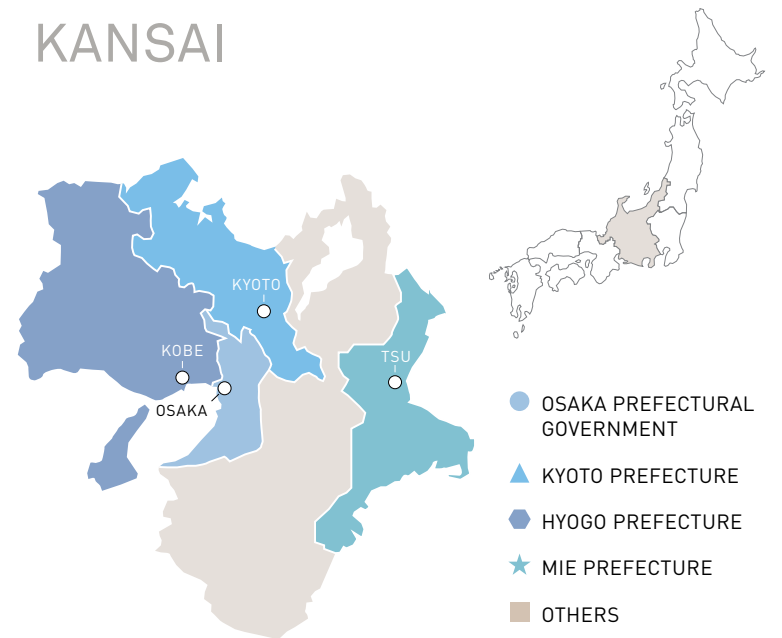 KANSAI
KYOTO
KOBE
TSU
OSAKA
OSAKA PREFECTURAL
GOVERNMENT
KYOTO PREFECTURE
HYOGO PREFECTURE
MIE PREFECTURE
OTHERS